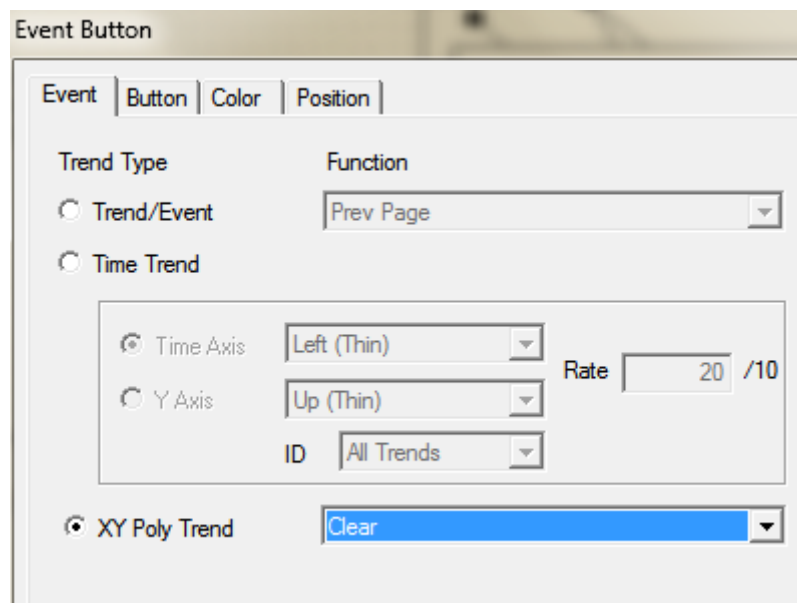 Event Button
Event Button Color Position
Trend Type Function
Trend/Event Prev Page
Time Trend
Time Axis Left (Thin)
Rate 20 /10
Y Axis Up (Thin)
ID All Trends
XY Poly Trend Clear